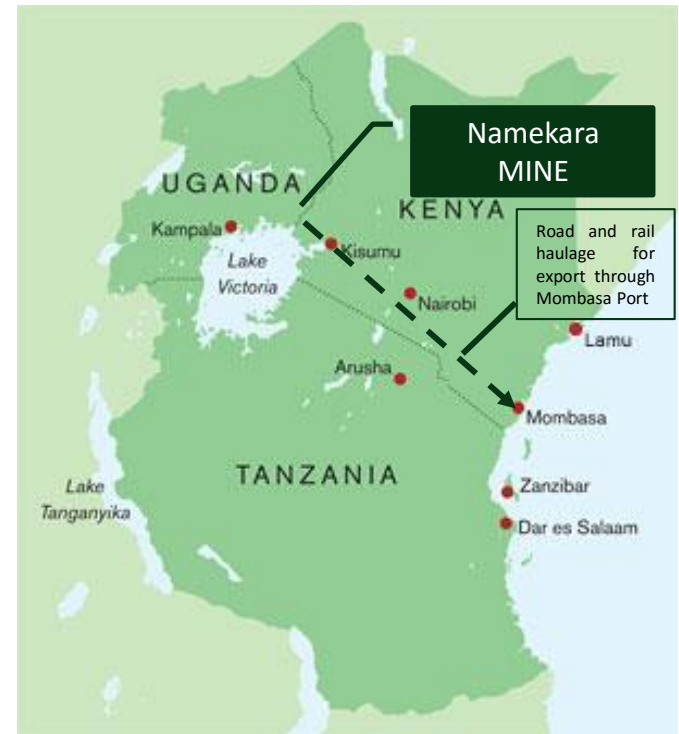 Namekara
MINE
UGANDA
KENYA
Road and rail
haulage for
export through
Mombasa Port
Kampala
Kisumu
Lake
Victoria
Nairobi
Lamu
Arusha
Mombasa
TANZANIA
Lake
Tanganyika
Zanzibar
Dar es Salaam